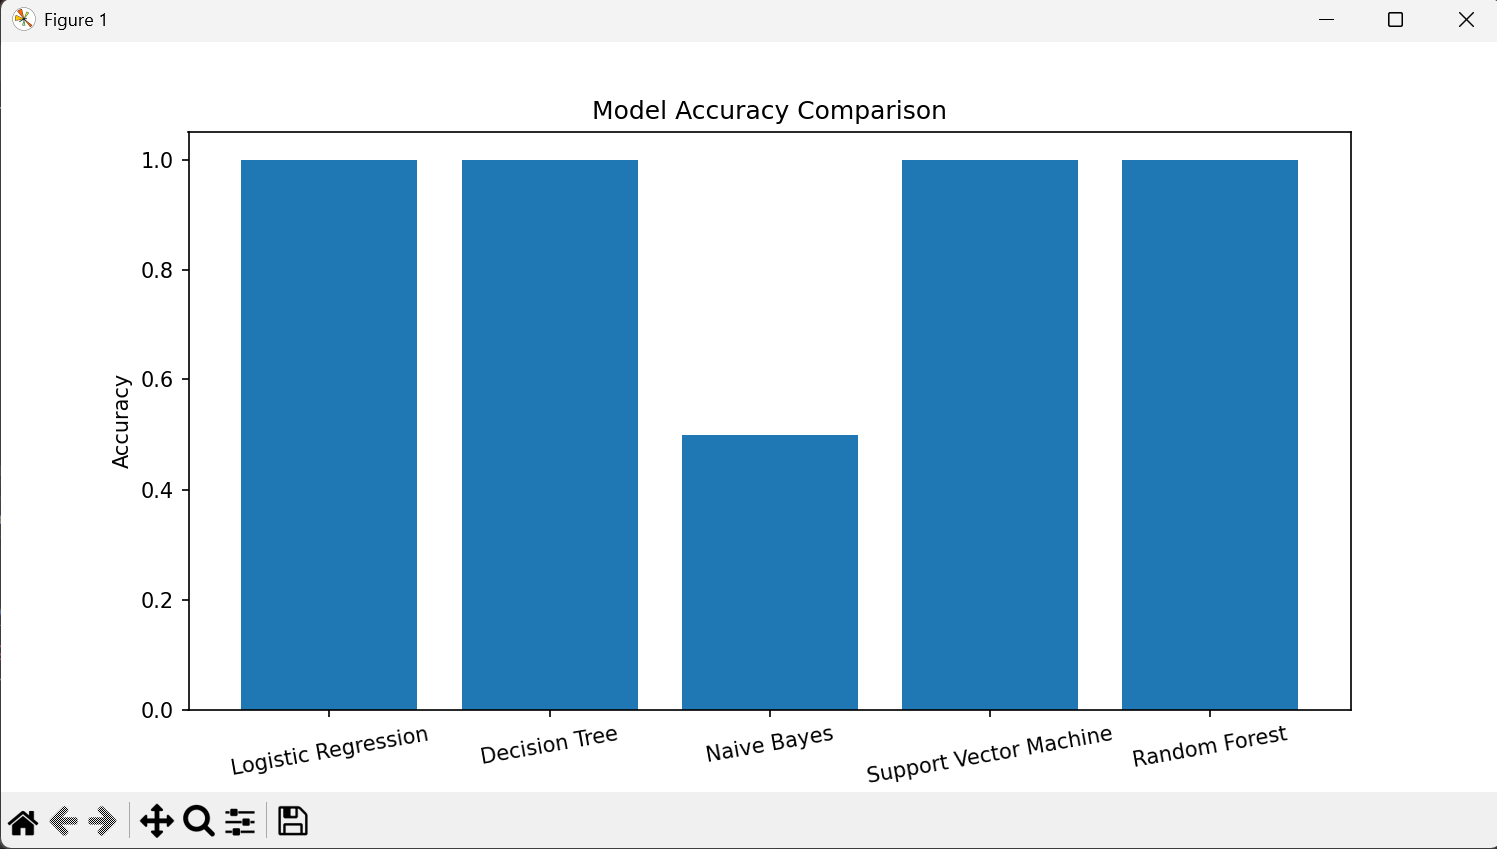 Figure 1
Model Accuracy Comparison
1.0
0.8
0.6
0.4
0.2
0.0
Accuracy
Logistic Regression
Decision Tree
Naive Bayes
Support Vector Machine
Random Forest